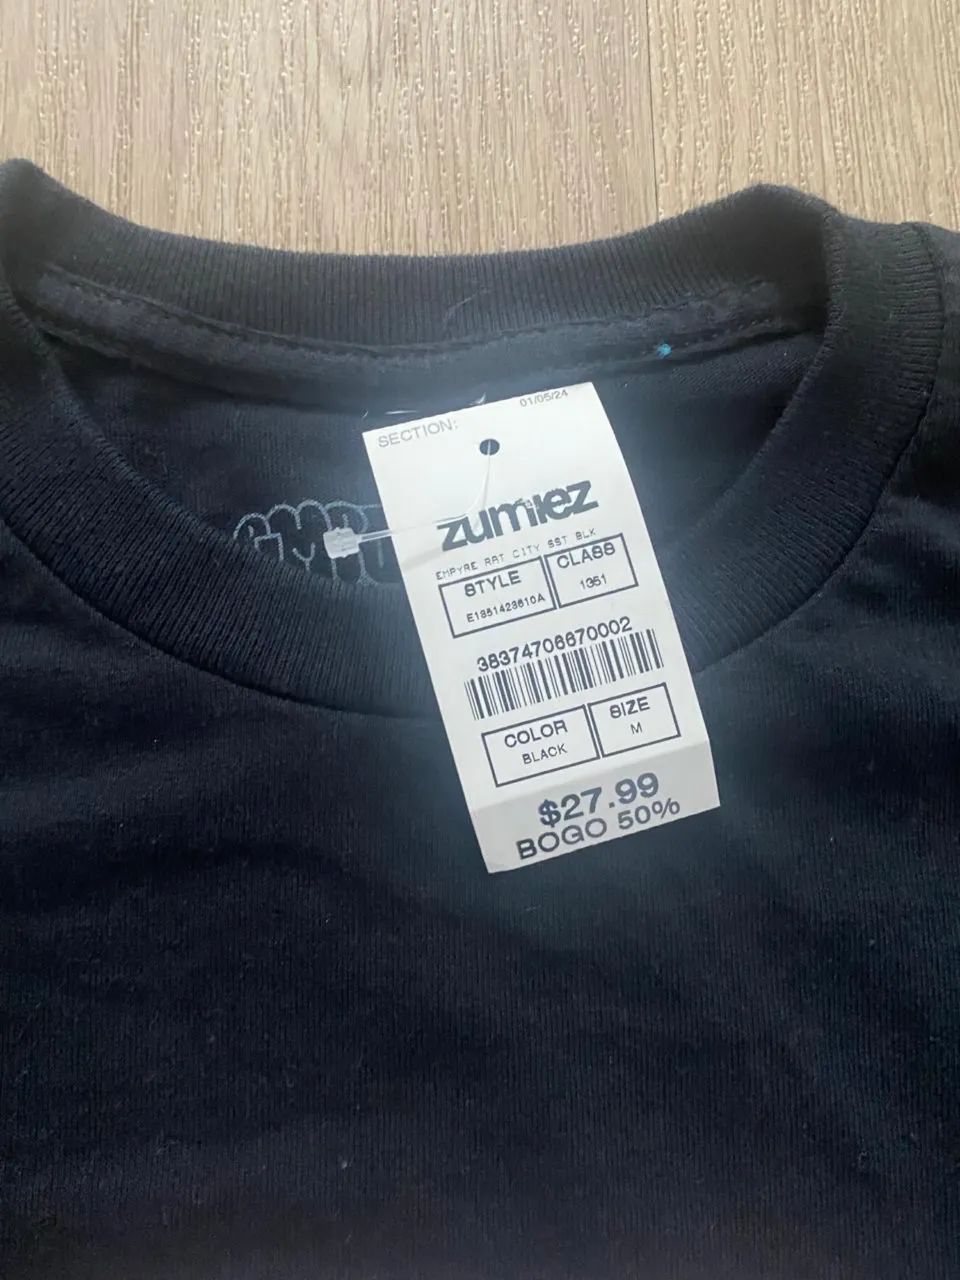 SECTION:
01/05/24
zumiez
EMPYRE RAT CITY SST BLK
STYLE
CLASS
1351
38374706670002
COLOR
BLACK
SIZE
M
$27.99
BOGO 50%